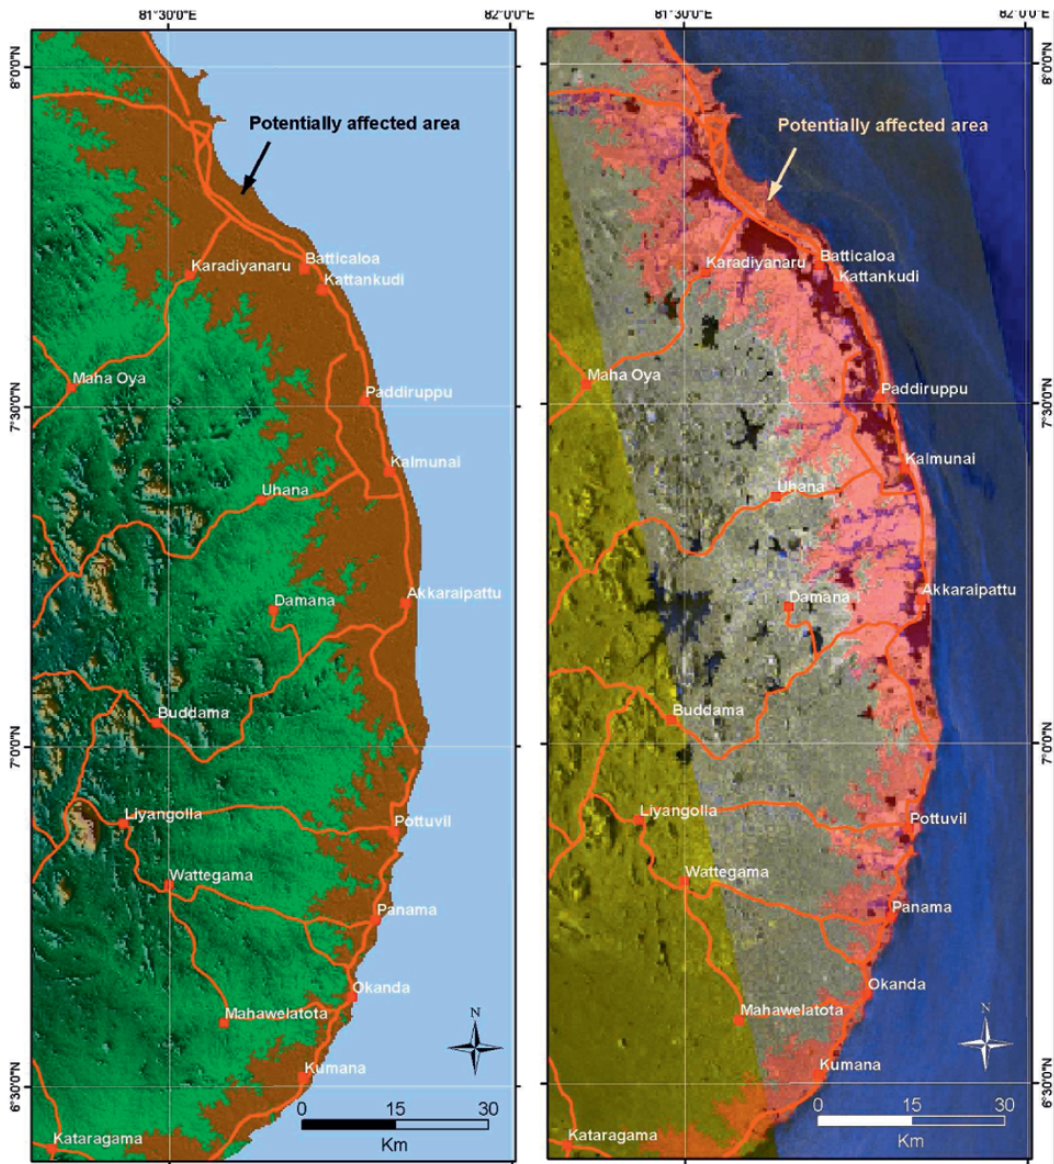 81°30'0"E
82°0'0"E
8°0'0"N
Potentially affected area
Karadiyanaru
Batticaloa
Kattankudi
Maha Oya
Paddiruppu
7°30'0"N
Kalmunai
Uhana
Damana
Akkaraipattu
Buddama
7°0'0"N
Liyangolla
Pottuvil
Wattegama
Panama
Okanda
Mahawelatota
N
Kumana
6°30'0"N
0 15 30
Km
Kataragama
81°30'0"E
82°0'0"E
8°0'0"N
Potentially affected area
Karadiyanaru
Batticaloa
Kattankudi
Maha Oya
Paddiruppu
7°30'0"N
Kalmunai
Uhana
Damana
Akkaraipattu
Buddama
7°0'0"N
Liyangolla
Pottuvil
Wattegama
Panama
Okanda
Mahawelatota
N
Kumana
6°30'0"N
0 15 30
Km
Kataragama